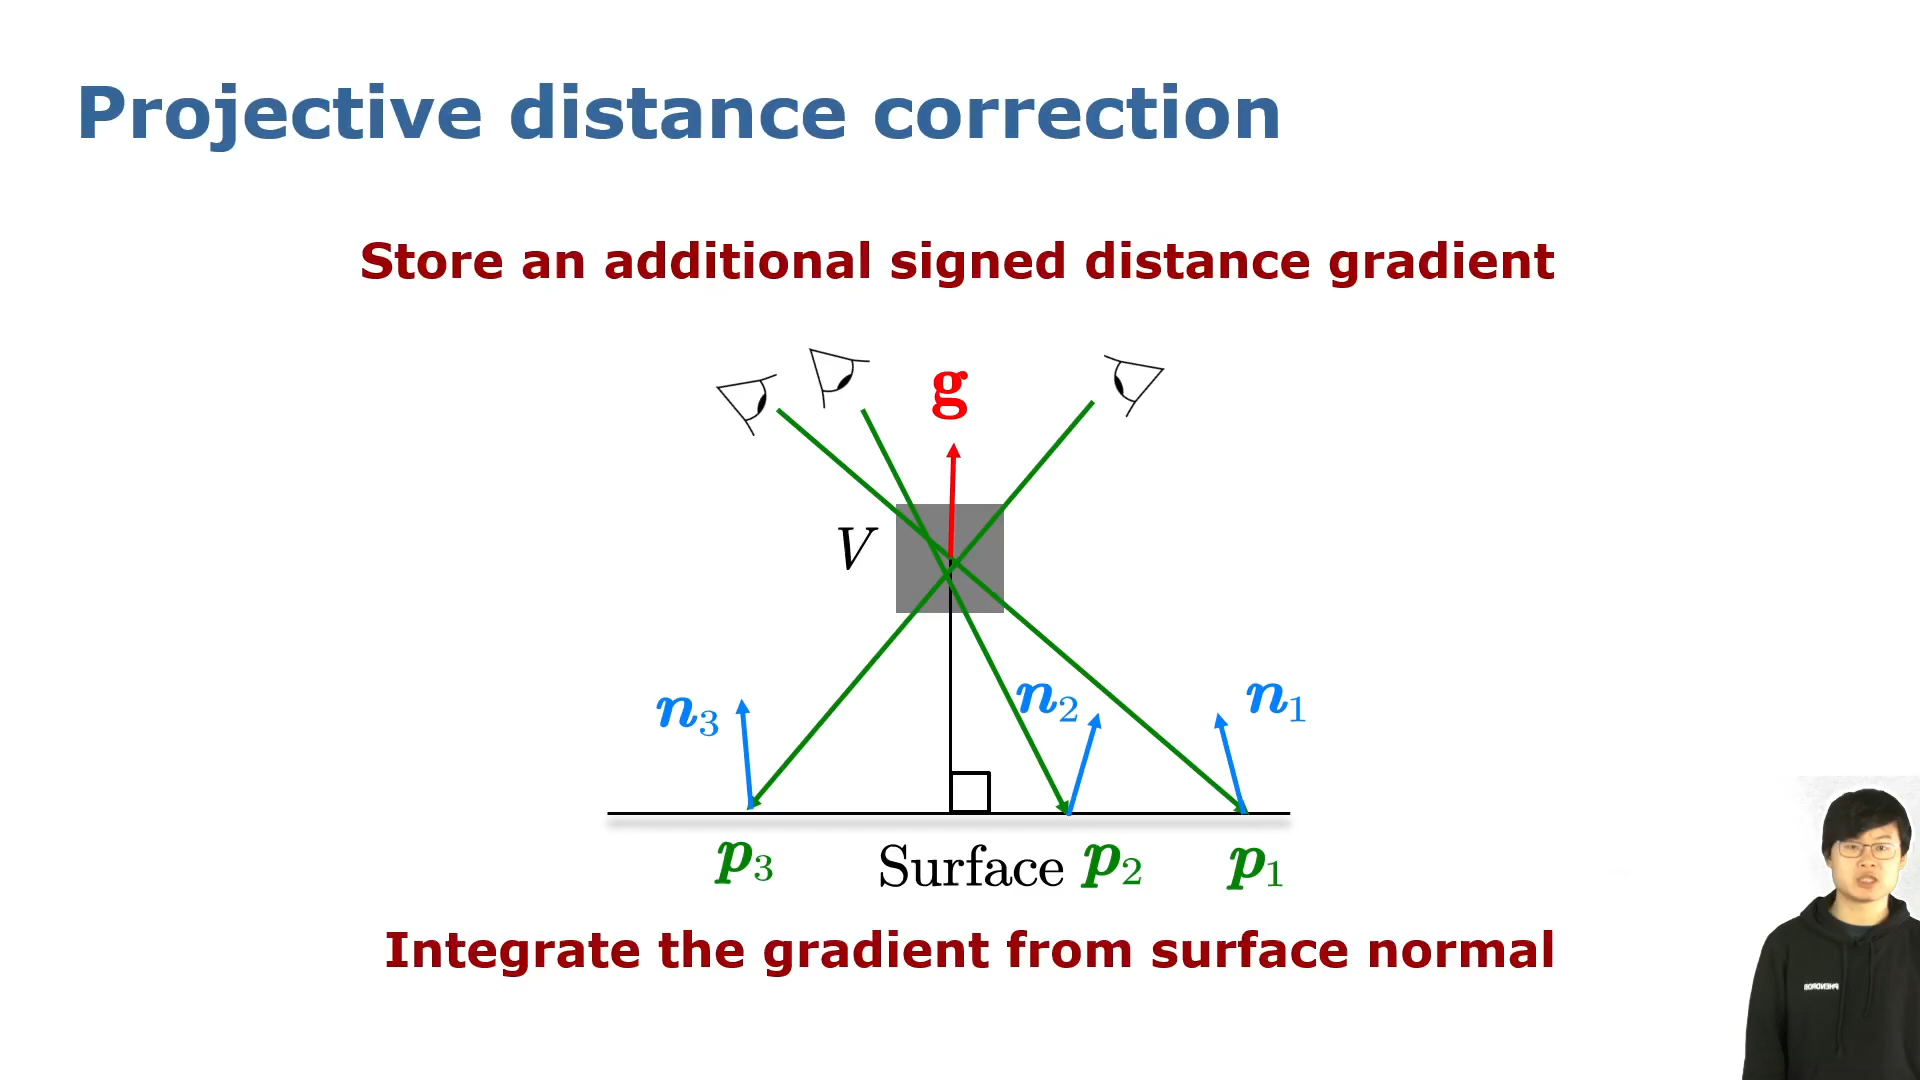 Projective distance correction
Store an additional signed distance gradient
g
V
n3
n2
n1
p3
Surface
p2
p1
Integrate the gradient from surface normal